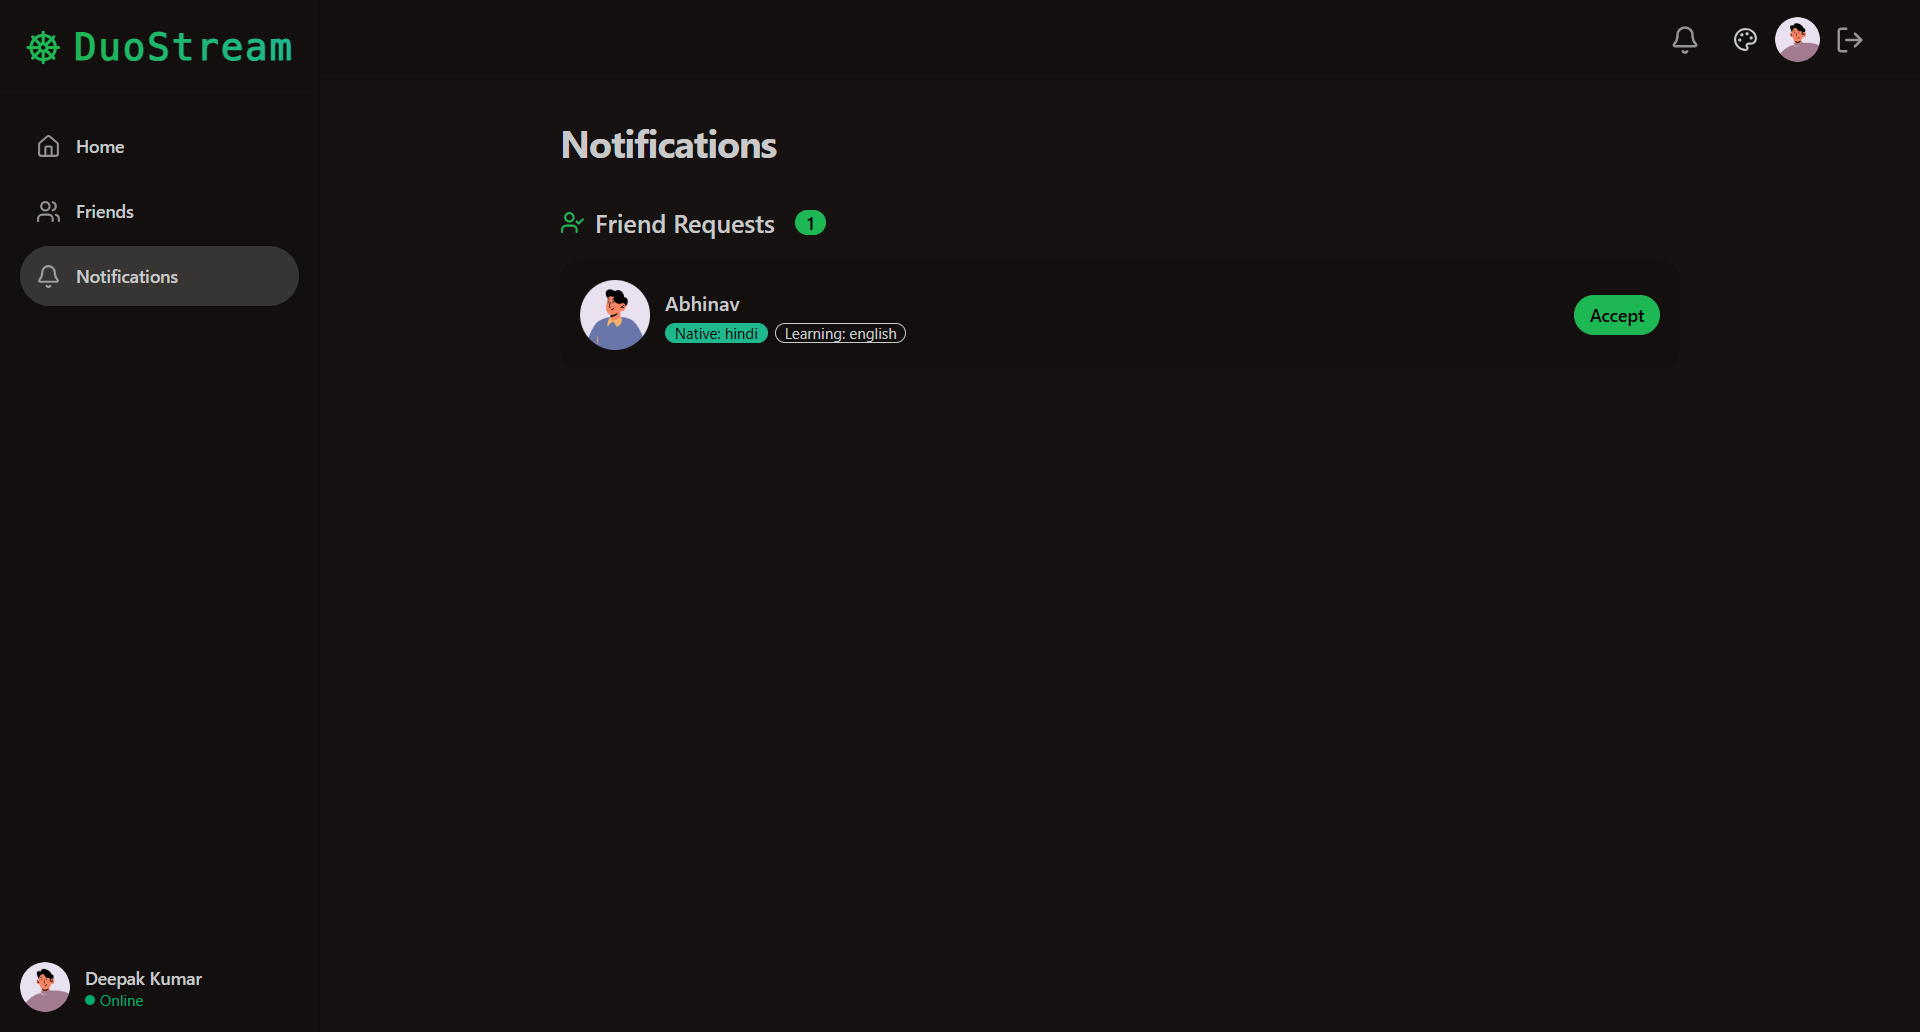 DuoStream
Home
Friends
Notifications
Notifications
Friend Requests 1
Abhinav
Native: hindi Learning: english
Accept
Deepak Kumar
Online